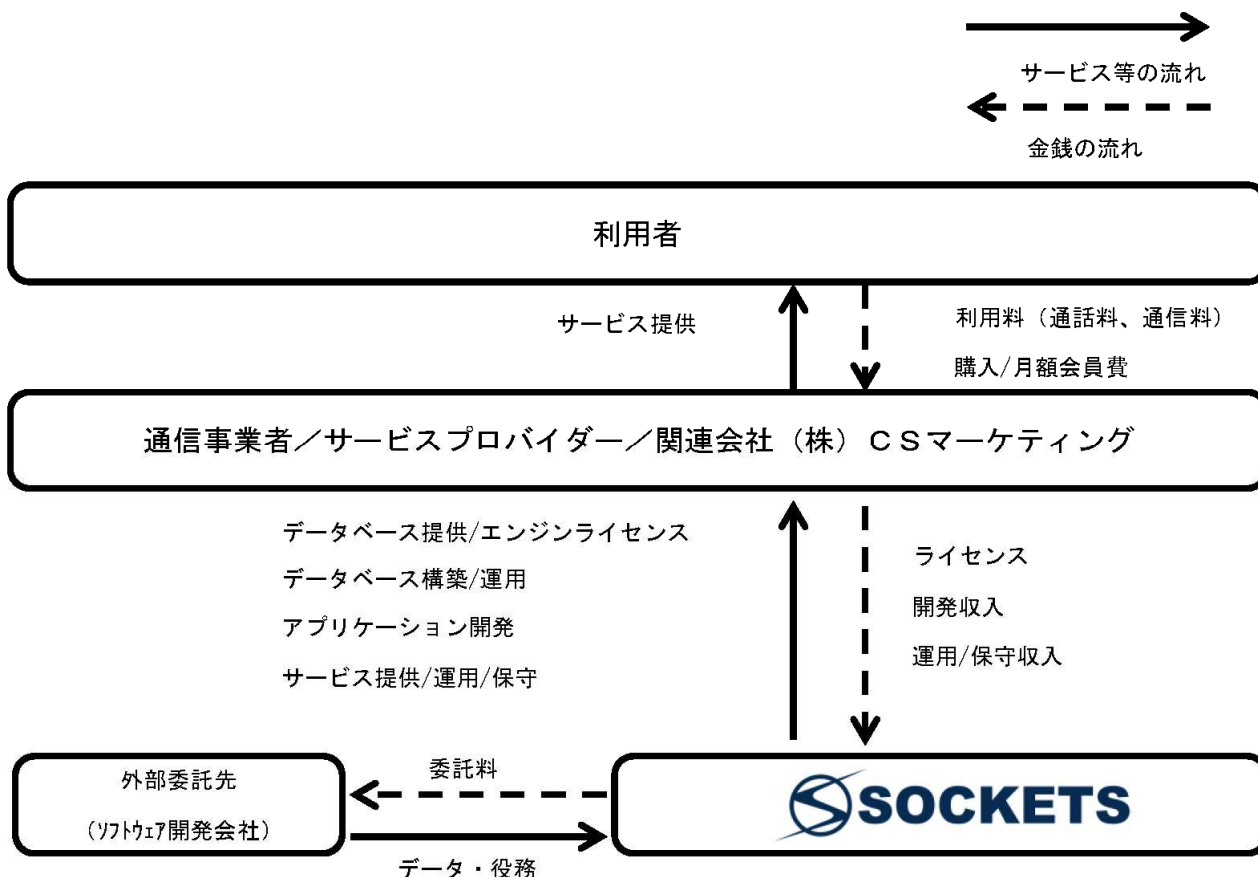 サービス等の流れ
金銭の流れ
利用者
サービス提供
利用料（通話料、通信料）
購入/月額会員費
通信事業者／サービスプロバイダー／関連会社（株）ＣＳマーケティング
データベース提供/エンジンライセンス
データベース構築/運用
アプリケーション開発
サービス提供/運用/保守
ライセンス
開発収入
運用/保守収入
外部委託先
(ｿﾌﾄｳｪｱ開発会社)
委託料
データ・役務
SOCKETS